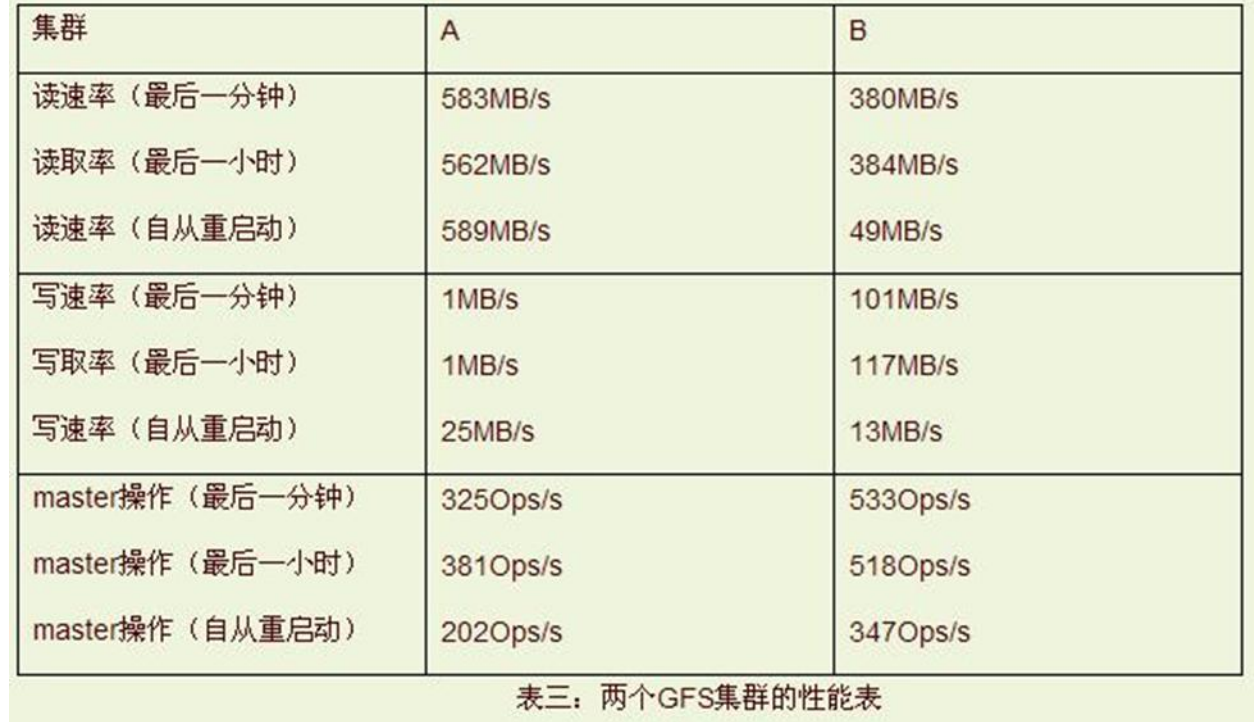 集群 A B
读速率（最后一分钟） 583MB/s 380MB/s
读取率（最后一小时） 562MB/s 384MB/s
读速率（自从重启动） 589MB/s 49MB/s
写速率（最后一分钟） 1MB/s 101MB/s
写取率（最后一小时） 1MB/s 117MB/s
写速率（自从重启动） 25MB/s 13MB/s
master操作（最后一分钟） 325Ops/s 533Ops/s
master操作（最后一小时） 381Ops/s 518Ops/s
master操作（自从重启动） 202Ops/s 347Ops/s
表三：两个GFS集群的性能表